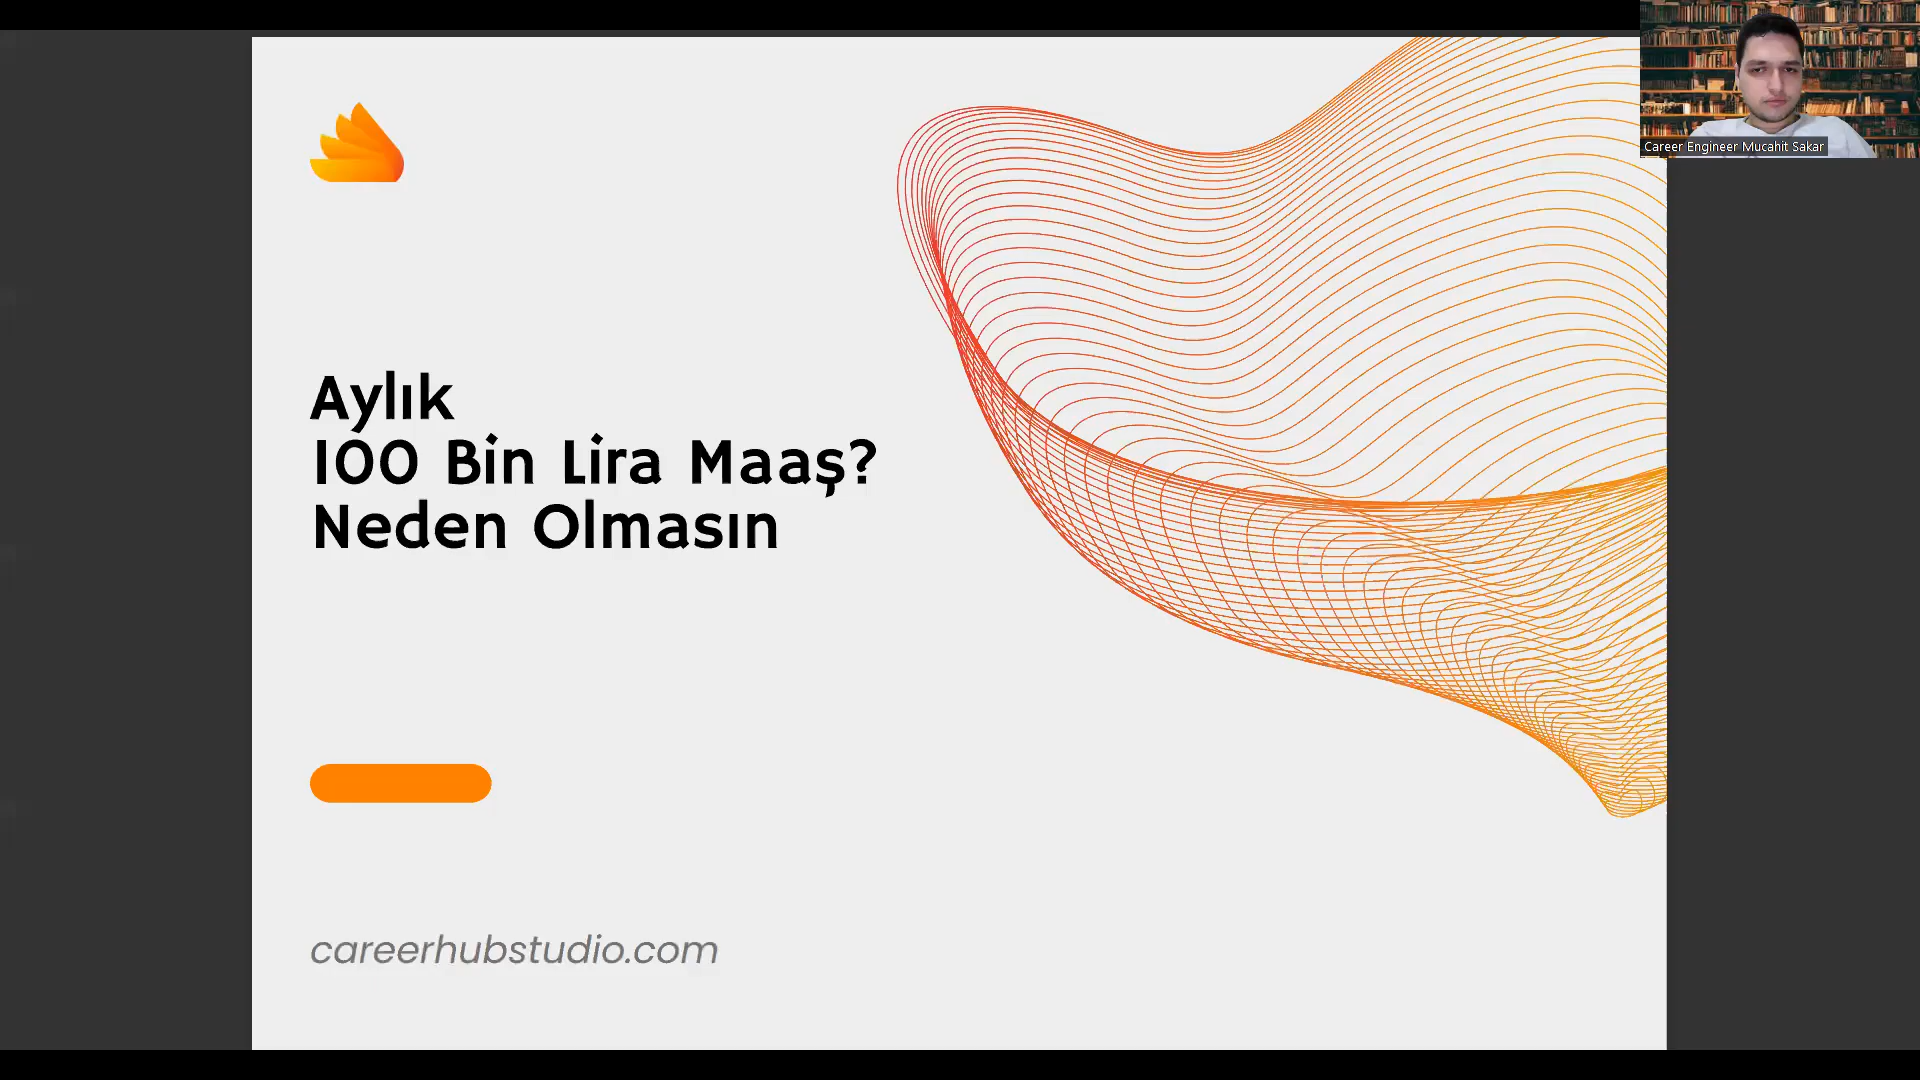 Career Engineer Mucahit Sakar
Aylık
100 Bin Lira Maaş?
Neden Olmasın
careerhubstudio.com